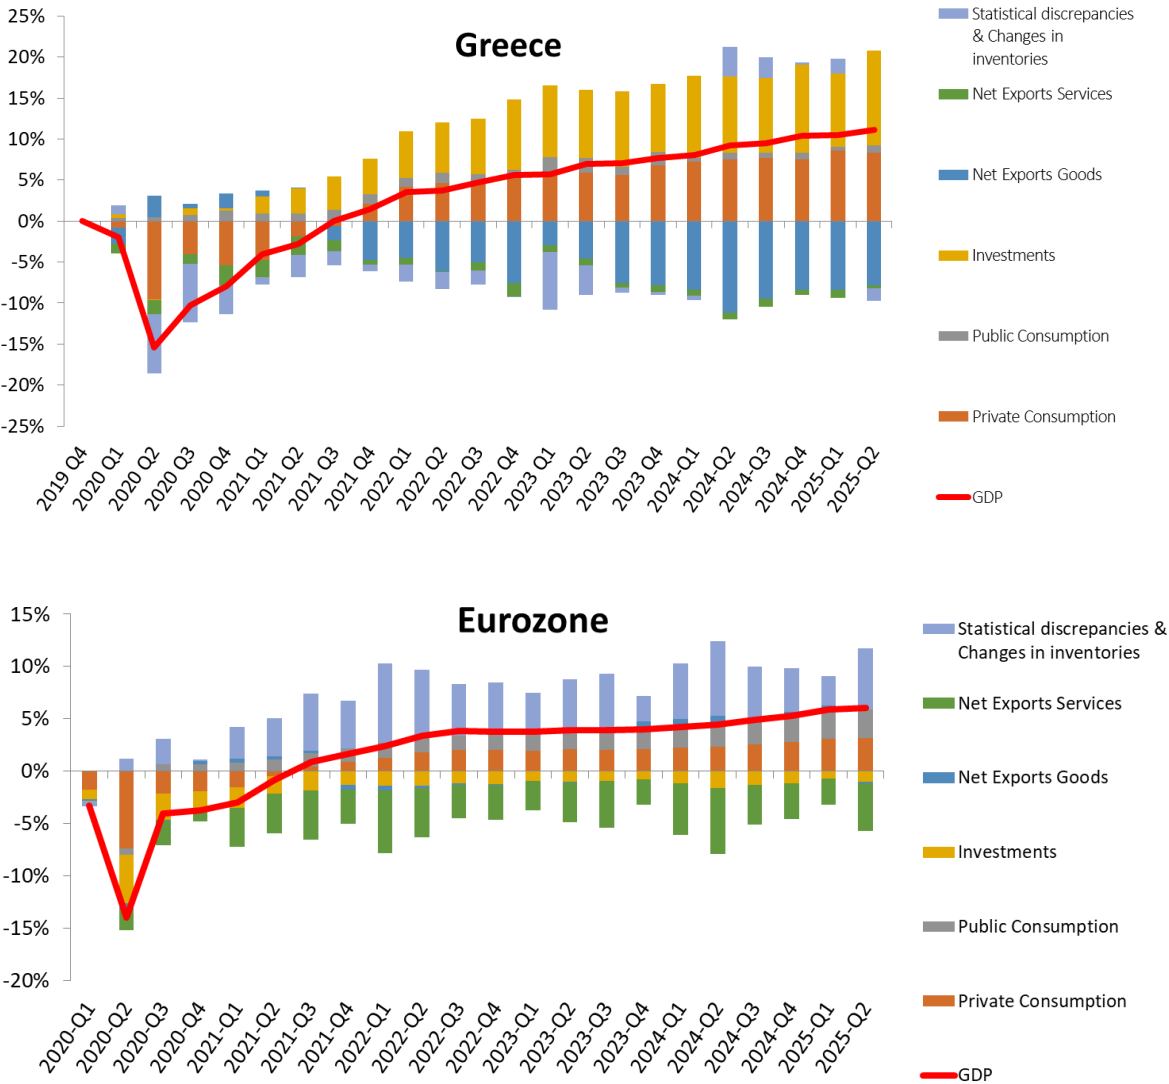 Greece
25%
20%
15%
10%
5%
0%
-5%
-10%
-15%
-20%
-25%
2019 Q4
2020 Q1
2020 Q2
2020 Q3
2020 Q4
2021 Q1
2021 Q2
2021 Q3
2021 Q4
2022 Q1
2022 Q2
2022 Q3
2022 Q4
2023 Q1
2023 Q2
2023 Q3
2023 Q4
2024-Q1
2024-Q2
2024-Q3
2024-Q4
2025-Q1
2025-Q2
Statistical discrepancies
& Changes in
inventories
Net Exports Services
Net Exports Goods
Investments
Public Consumption
Private Consumption
GDP
Eurozone
15%
10%
5%
0%
-5%
-10%
-15%
-20%
2020-Q1
2020-Q2
2020-Q3
2020-Q4
2021-Q1
2021-Q2
2021-Q3
2021-Q4
2022-Q1
2022-Q2
2022-Q3
2022-Q4
2023-Q1
2023-Q2
2023-Q3
2023-Q4
2024-Q1
2024-Q2
2024-Q3
2024-Q4
2025-Q1
2025-Q2
Statistical discrepancies &
Changes in inventories
Net Exports Services
Net Exports Goods
Investments
Public Consumption
Private Consumption
GDP